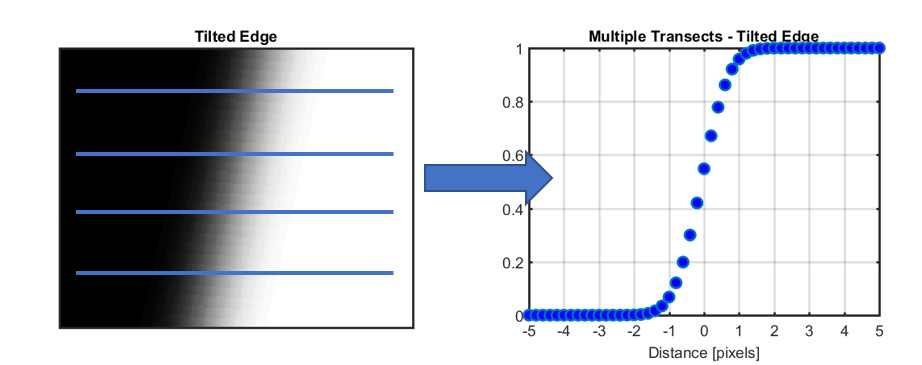 Tilted Edge
Multiple Transects - Tilted Edge
1
0.8
0.6
0.4
0.2
0
-5 -4 -3 -2 -1 0 1 2 3 4 5
Distance [pixels]